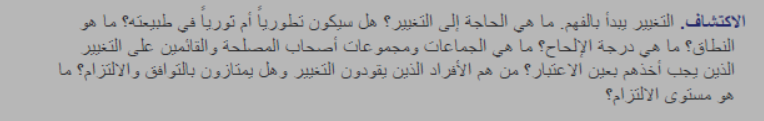 الاكتشاف. التغيير يبدأ بالفهم. ما هي الحاجة إلى التغيير؟ هل سيكون تطورياً أم ثورياً في طبيعته؟ ما هو
النطاق؟ ما هي درجة الإلحاح؟ ما هي الجماعات ومجموعات أصحاب المصلحة والقائمين على التغيير
الذين يجب أخذهم بعين الاعتبار؟ من هم الأفراد الذين يقودون التغيير وهل يمتازون بالتوافق والالتزام؟ ما
هو مستوى الالتزام؟